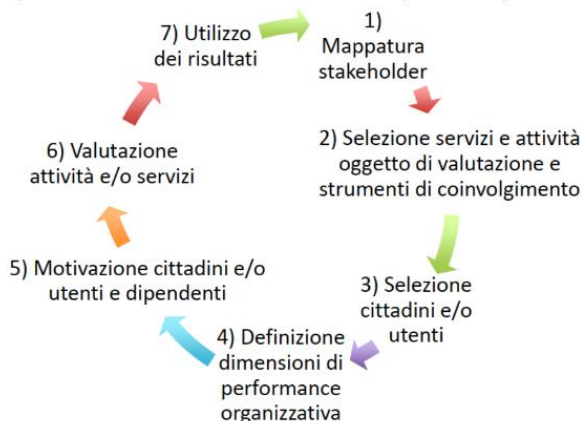 1)
Mappatura
stakeholder
2) Selezione servizi e attività
oggetto di valutazione e
strumenti di coinvolgimento
3) Selezione
cittadini e/o
utenti
4) Definizione
dimensioni di
performance
organizzativa
5) Motivazione cittadini e/o
utenti e dipendenti
6) Valutazione
attività e/o servizi
7) Utilizzo
dei risultati